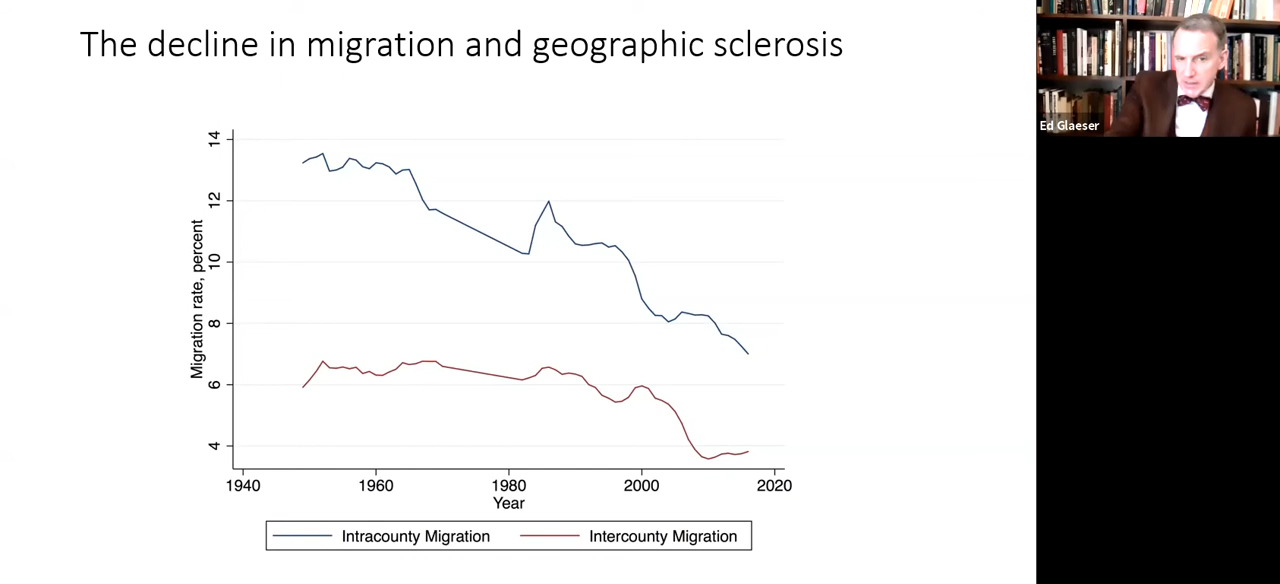 The decline in migration and geographic sclerosis
Ed Glaeser
14
12
10
8
6
4
Migration rate, percent
1940
1960
1980
2000
2020
Year
Intracounty Migration
Intercounty Migration